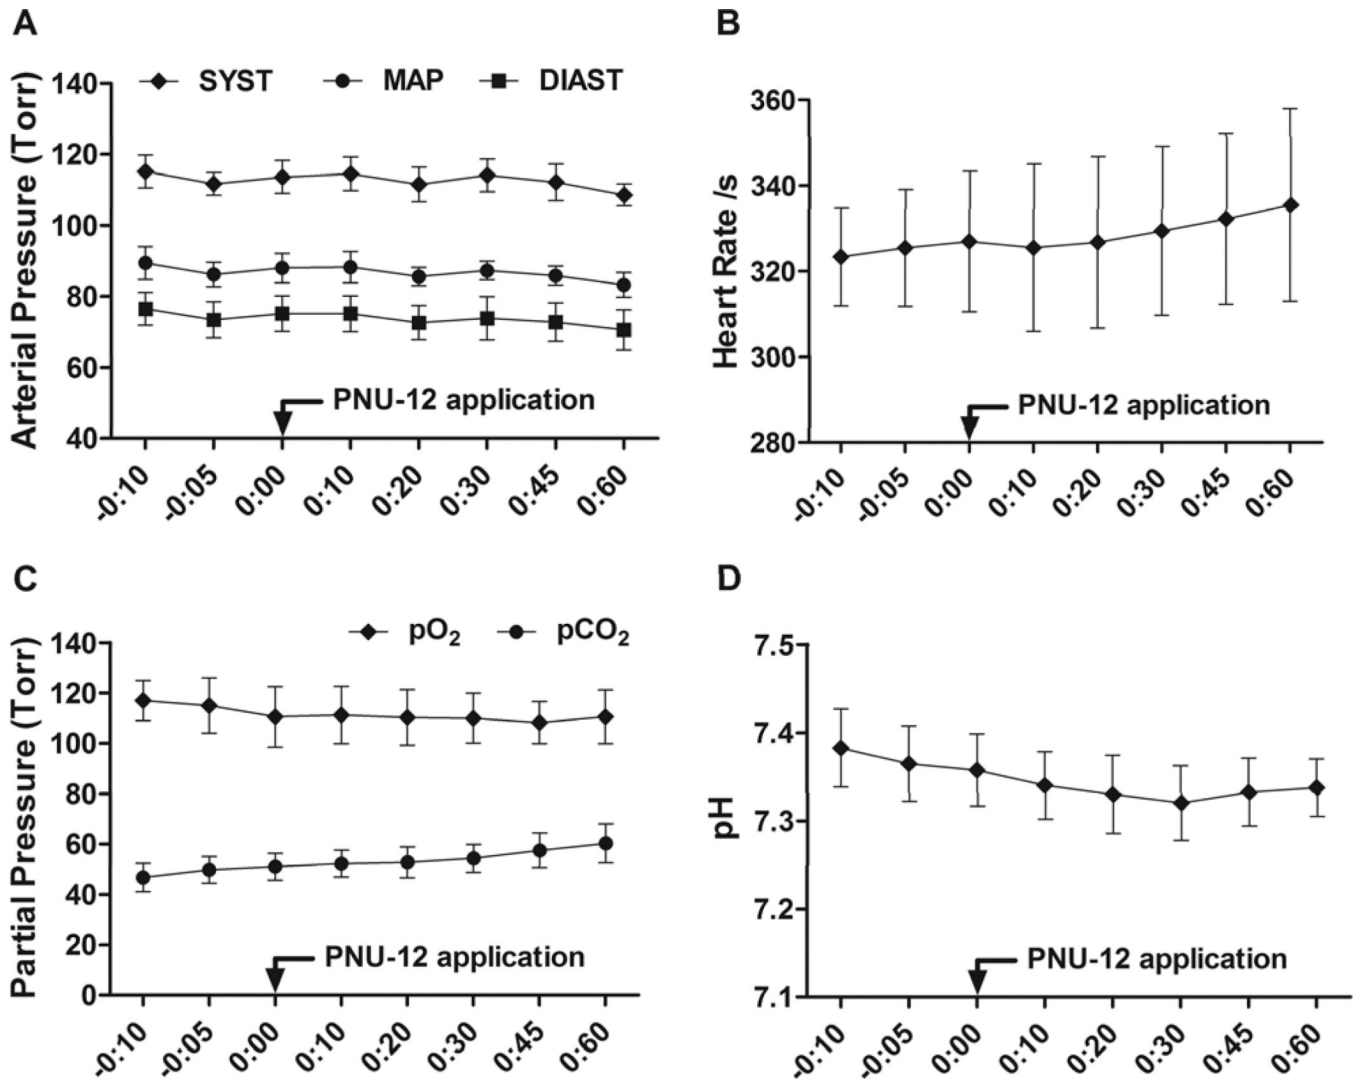 A
Arterial Pressure (Torr)
SYST MAP DIAST
140
120
100
80
60
40
PNU-12 application
-0:10 -0:05 0:00 0:10 0:20 0:30 0:45 0:60
B
Heart Rate /s
360
340
320
300
280
PNU-12 application
-0:10 -0:05 0:00 0:10 0:20 0:30 0:45 0:60
C
Partial Pressure (Torr)
pO₂ pCO₂
140
120
100
80
60
40
20
0
PNU-12 application
-0:10 -0:05 0:00 0:10 0:20 0:30 0:45 0:60
D
pH
7.5
7.4
7.3
7.2
7.1
PNU-12 application
-0:10 -0:05 0:00 0:10 0:20 0:30 0:45 0:60